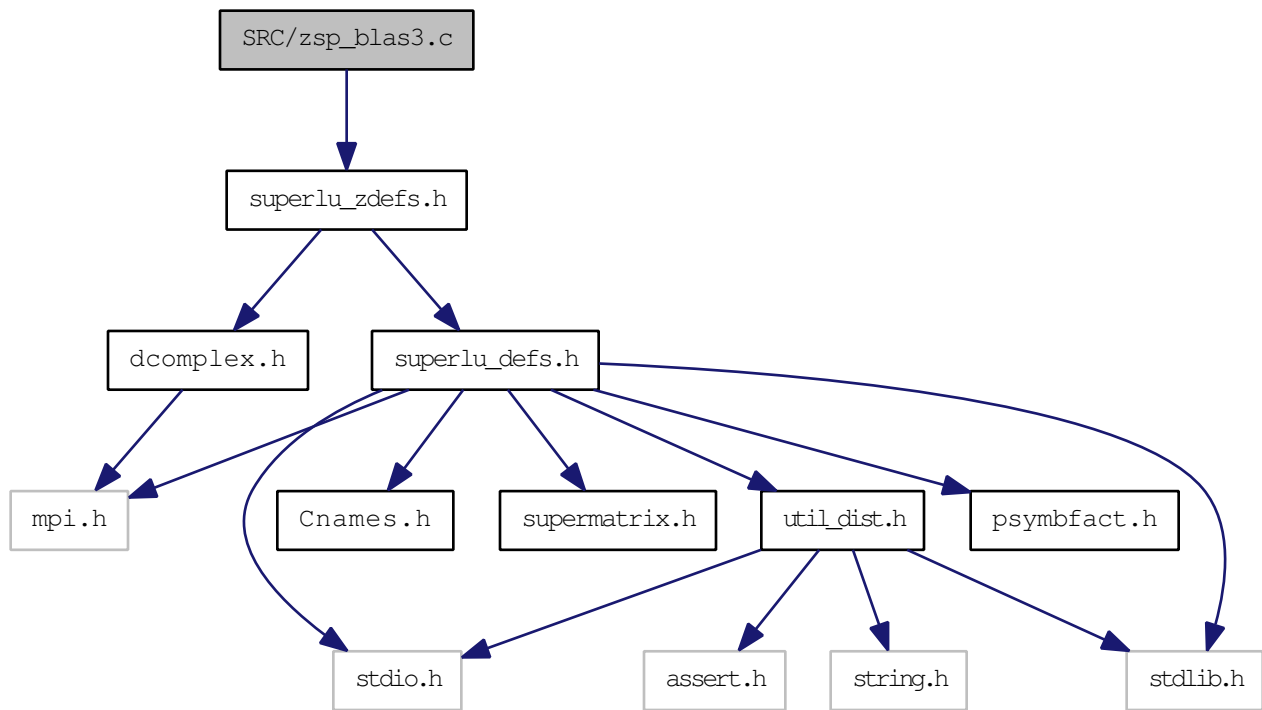 SRC/zsp_blas3.c
superlu_zdefs.h
dcomplex.h
superlu_defs.h
mpi.h
Cnames.h
supermatrix.h
util_dist.h
psymbfact.h
stdio.h
assert.h
string.h
stdlib.h